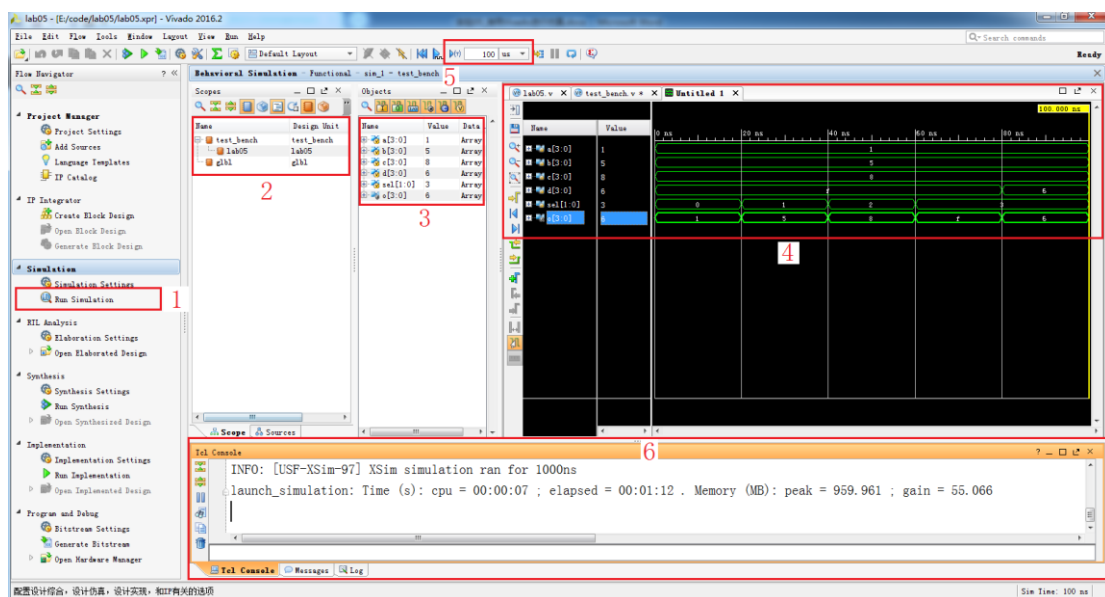 lab05 - [E:/code/lab05/lab05.xpr] - Vivado 2016.2
File Edit Flow Tools Window Layout View Run Help
Search commands
Default Layout
100 us
Ready
Flow Navigator
Behavioral Simulation - Functional - sim_1 - test_bench
5
Project Manager
Project Settings
Add Sources
Language Templates
IP Catalog
IP Integrator
Create Block Design
Open Block Design
Generate Block Design
Simulation
Simulation Settings
Run Simulation
1
RTL Analysis
Elaboration Settings
Open Elaborated Design
Synthesis
Synthesis Settings
Run Synthesis
Open Synthesized Design
Implementation
Implementation Settings
Run Implementation
Open Implemented Design
Program and Debug
Bitstream Settings
Generate Bitstream
Open Hardware Manager
Scopes
Name Design Unit
test_bench test_bench
lab05 lab05
glbl glbl
2
Scope Sources
Objects
Name Value Data
a[3:0] 1 Array
b[3:0] 5 Array
c[3:0] 8 Array
d[3:0] 6 Array
sel[1:0] 3 Array
o[3:0] 6 Array
3
lab05.v test_bench.v * Untitled 1
100.000 ns
Name Value 0 ns 20 ns 40 ns 60 ns 80 ns
a[3:0] 1 1
b[3:0] 5 5
c[3:0] 8 8
d[3:0] 6 f 6
sel[1:0] 3 0 1 2 3
o[3:0] 6 1 5 8 f 6
4
6
Tcl Console
INFO: [USF-XSim-97] XSim simulation ran for 1000ns
launch_simulation: Time (s): cpu = 00:00:07 ; elapsed = 00:01:12 . Memory (MB): peak = 959.961 ; gain = 55.066
Tcl Console Messages Log
配置设计综合，设计仿真，设计实现，和IP有关的选项
Sim Time: 100 ns